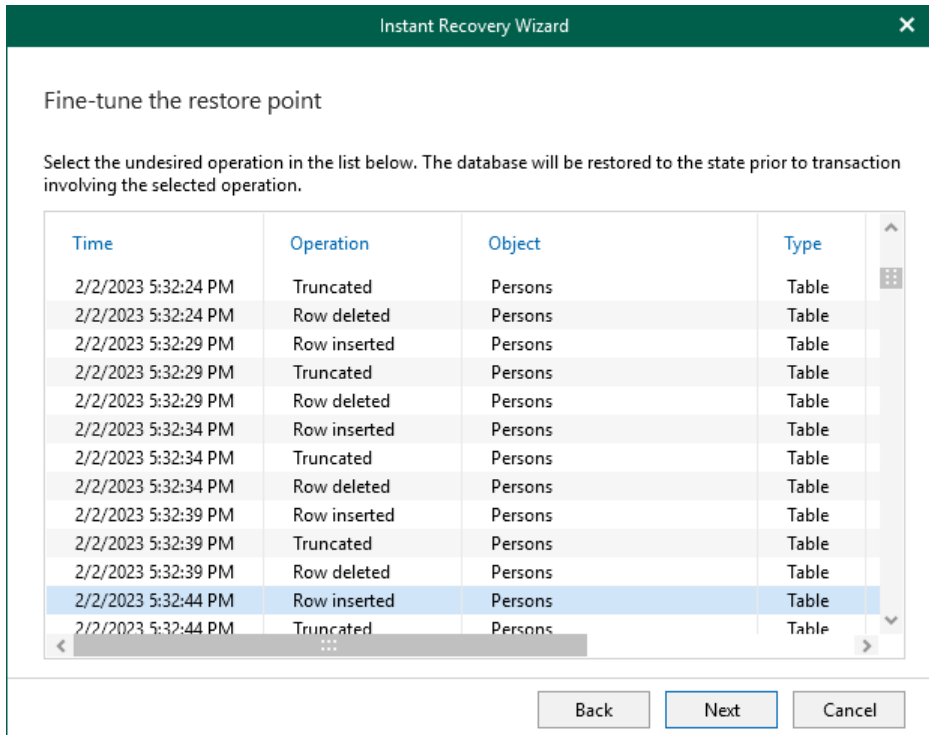 Instant Recovery Wizard
Fine-tune the restore point
Select the undesired operation in the list below. The database will be restored to the state prior to transaction
involving the selected operation.
Time Operation Object Type
2/2/2023 5:32:24 PM Truncated Persons Table
2/2/2023 5:32:24 PM Row deleted Persons Table
2/2/2023 5:32:29 PM Row inserted Persons Table
2/2/2023 5:32:29 PM Truncated Persons Table
2/2/2023 5:32:29 PM Row deleted Persons Table
2/2/2023 5:32:34 PM Row inserted Persons Table
2/2/2023 5:32:34 PM Truncated Persons Table
2/2/2023 5:32:34 PM Row deleted Persons Table
2/2/2023 5:32:39 PM Row inserted Persons Table
2/2/2023 5:32:39 PM Truncated Persons Table
2/2/2023 5:32:39 PM Row deleted Persons Table
2/2/2023 5:32:44 PM Row inserted Persons Table
2/2/2023 5:32:44 PM Truncated Persons Table
Back Next Cancel